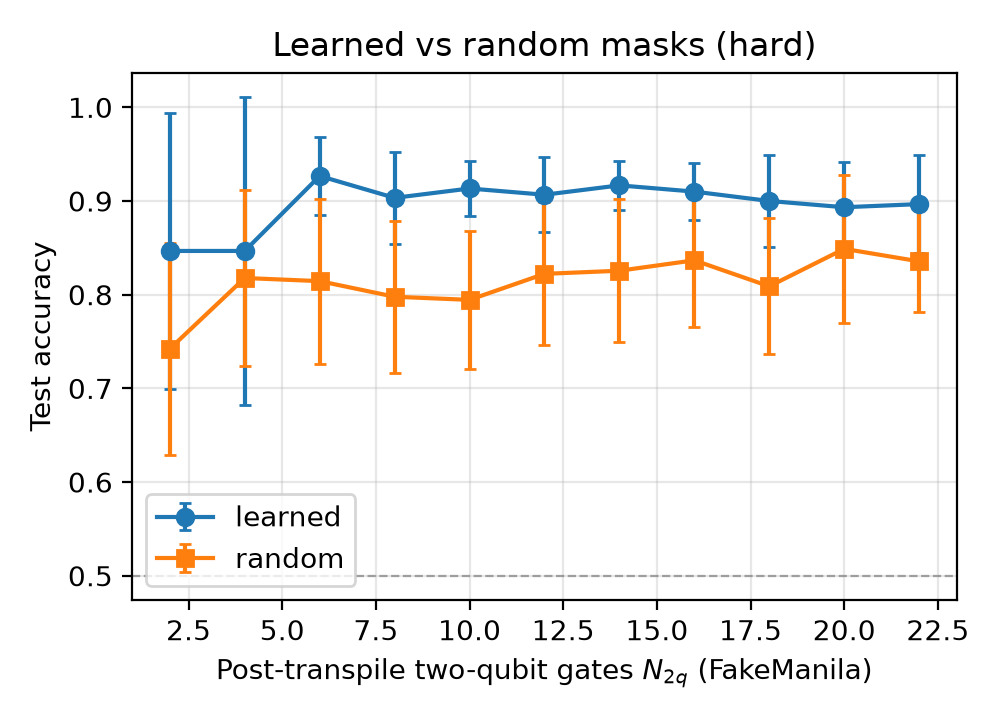 Learned vs random masks (hard)
Test accuracy
1.0
0.9
0.8
0.7
0.6
0.5
learned
random
2.5 5.0 7.5 10.0 12.5 15.0 17.5 20.0 22.5
Post-transpile two-qubit gates N₂q (FakeManila)